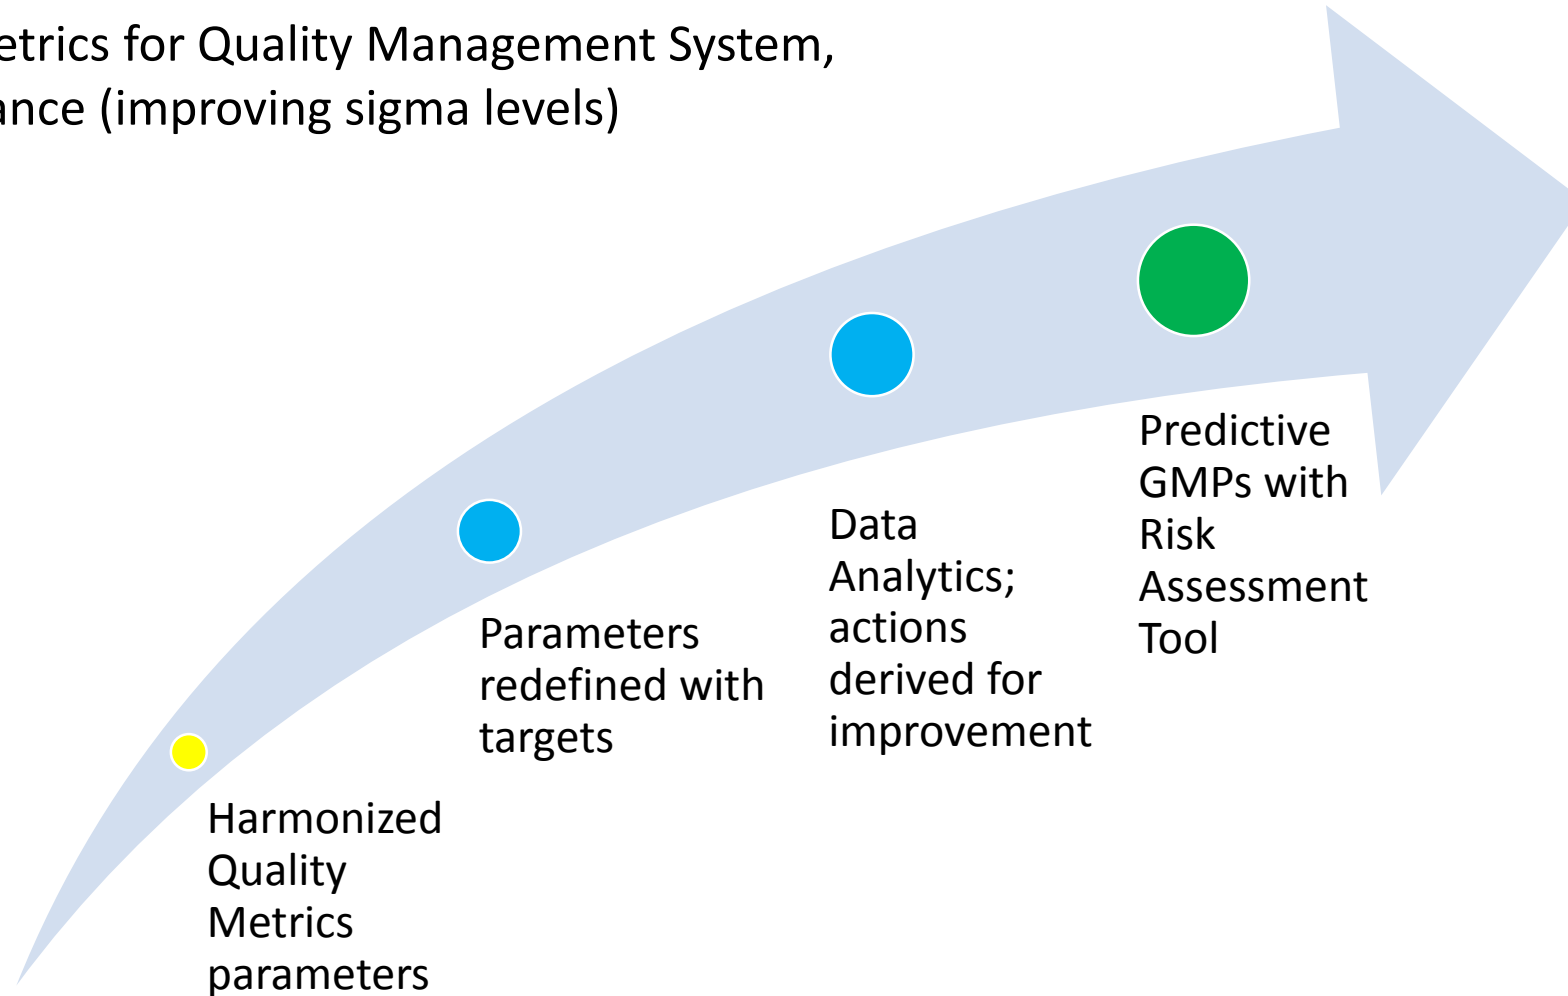 etrics for Quality Management System,
ance (improving sigma levels)
Predictive
GMPs with
Risk
Assessment
Tool
Data
Analytics;
actions
derived for
improvement
Parameters
redefined with
targets
Harmonized
Quality
Metrics
parameters